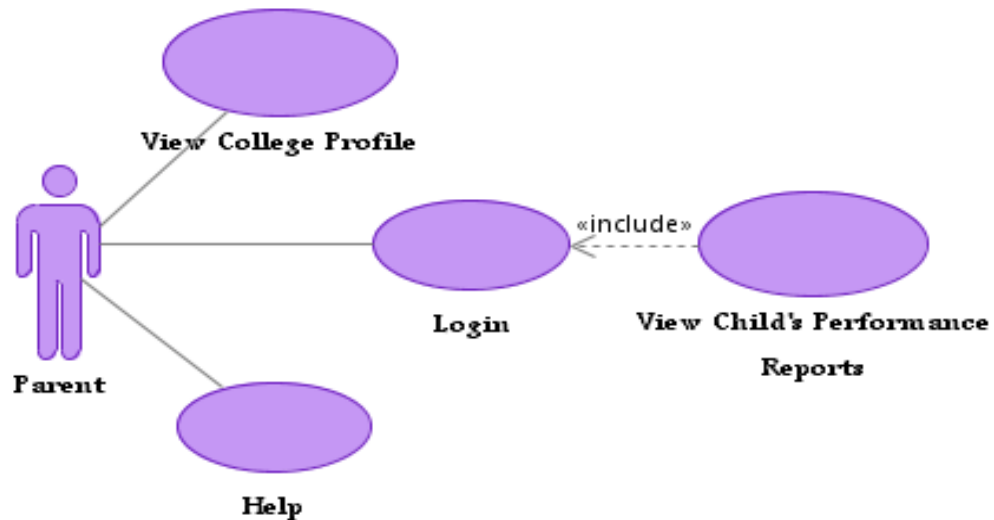 View College Profile
«include»
Login
View Child's Performance
Reports
Parent
Help